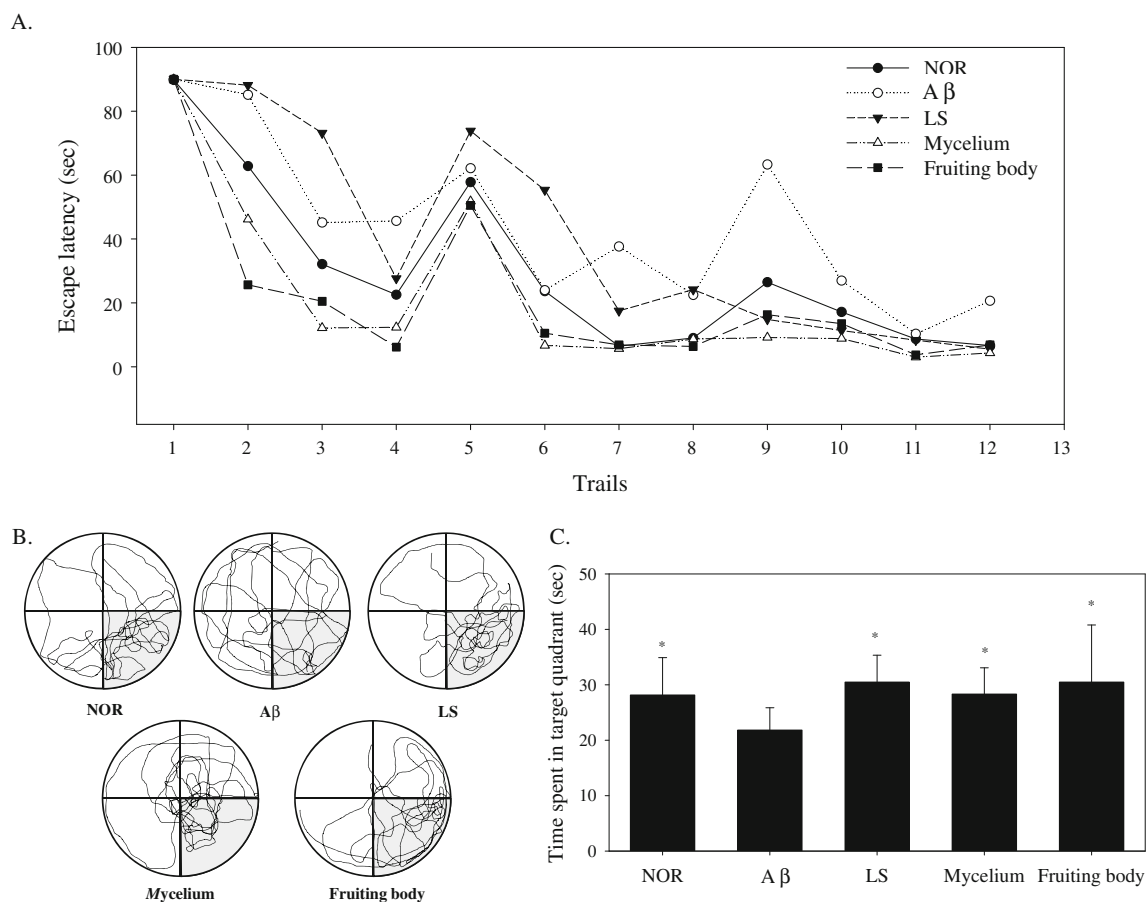 A.
100
80
60
40
20
0
Escape latency (sec)
NOR
A β
LS
Mycelium
Fruiting body
1 2 3 4 5 6 7 8 9 10 11 12 13
Trails
B.
NOR
Aβ
LS
Mycelium
Fruiting body
C.
50
40
30
20
10
0
Time spent in target quadrant (sec)
*
*
*
*
NOR A β LS Mycelium Fruiting body